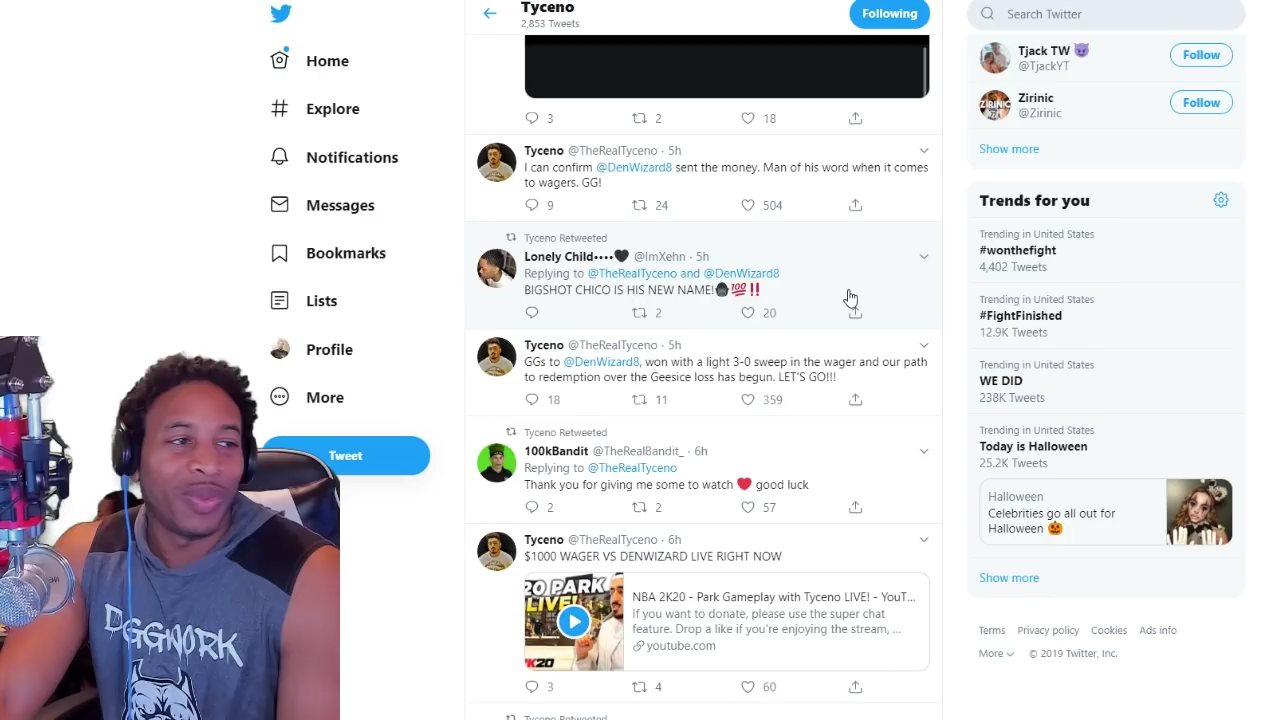 Home
Explore
Notifications
Messages
Bookmarks
Lists
Profile
More
Tweet
Tyceno
2,853 Tweets
Following
3 2 18
Tyceno @TheRealTyceno · 5h
I can confirm @DenWizard8 sent the money. Man of his word when it comes
to wagers. GG!
9 24 504
Tyceno Retweeted
Lonely Child••••🖤 @ImXehn · 5h
Replying to @TheRealTyceno and @DenWizard8
BIGSHOT CHICO IS HIS NEW NAME! 💯‼️
2 20
Tyceno @TheRealTyceno · 5h
GGs to @DenWizard8, won with a light 3-0 sweep in the wager and our path
to redemption over the Geesice loss has begun. LET'S GO!!!
18 11 359
Tyceno Retweeted
100kBandit @TheRealBandit_ · 6h
Replying to @TheRealTyceno
Thank you for giving me some to watch ❤️ good luck
2 2 57
Tyceno @TheRealTyceno · 6h
$1000 WAGER VS DENWIZARD LIVE RIGHT NOW
20 PARK
LIVE!
K20
NBA 2K20 - Park Gameplay with Tyceno LIVE! - YouT...
If you want to donate, please use the super chat
feature. Drop a like if you're enjoying the stream, ...
youtube.com
3 4 60
Tyceno Retweeted
Search Twitter
Tjack TW 😈
@TjackYT
Follow
ZIRINIC
Zirinic
@Zirinic
Follow
Show more
Trends for you
Trending in United States
#wonthefight
4,402 Tweets
Trending in United States
#FightFinished
12.9K Tweets
Trending in United States
WE DID
238K Tweets
Trending in United States
Today is Halloween
25.2K Tweets
Halloween
Celebrities go all out for
Halloween 🎃
Show more
Terms Privacy policy Cookies Ads info
More © 2019 Twitter, Inc.
DGGWORK